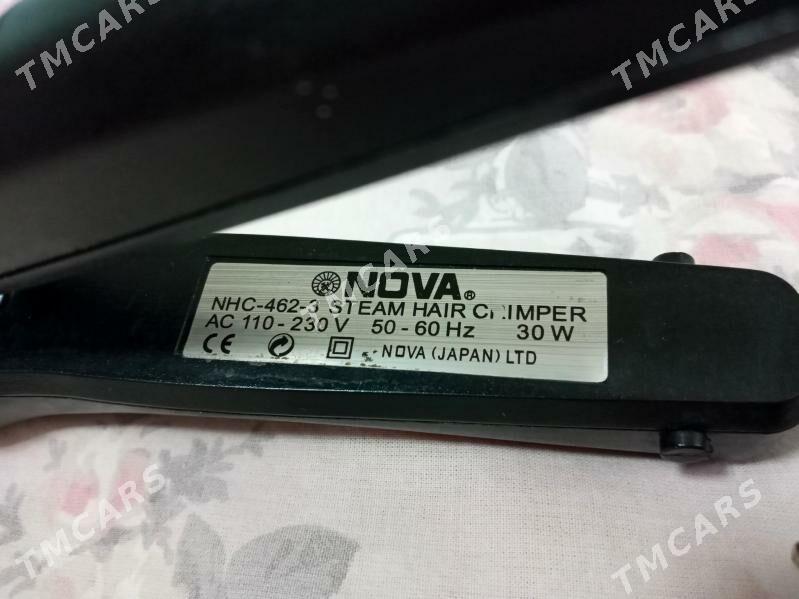 TMCARS
TMCARS
NOVA®
TMCARS
NHC-462-3 STEAM HAIR CRIMPER
AC 110-230 V 50-60 Hz 30 W
CE NOVA (JAPAN) LTD
TMCARS
TMCARS